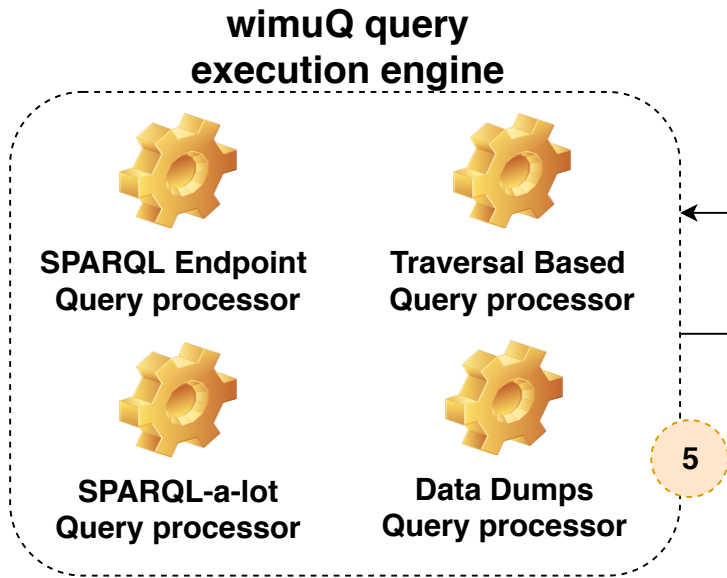 wimuQ query
execution engine
SPARQL Endpoint
Query processor
Traversal Based
Query processor
SPARQL-a-lot
Query processor
Data Dumps
Query processor
5